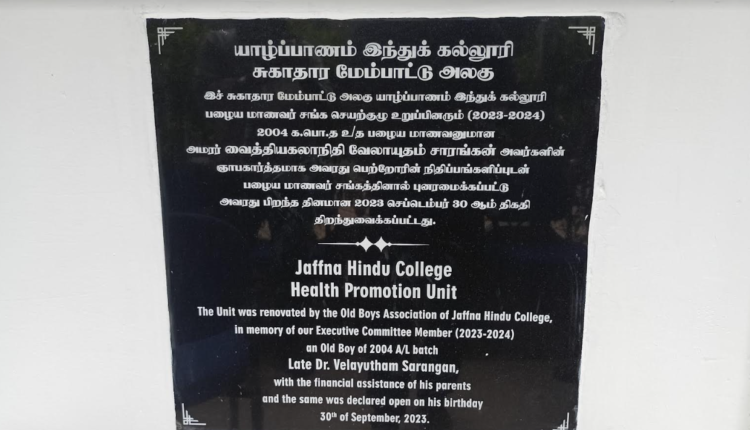 யாழ்ப்பாணம் இந்துக் கல்லூரி
சுகாதார மேம்பாட்டு அலகு
இச் சுகாதார மேம்பாட்டு அலகு யாழ்ப்பாணம் இந்துக் கல்லூரி
பழைய மாணவர் சங்க செயற்குழு உறுப்பினரும் (2023-2024)
2004 க.பொ.த உ/த பழைய மாணவனுமான
அமரர் வைத்தியகலாநிதி வேலாயுதம் சாரங்கன் அவர்களின்
ஞாபகார்த்தமாக அவரது பெற்றோரின் நிதிப்பங்களிப்புடன்
பழைய மாணவர் சங்கத்தினால் புனரமைக்கப்பட்டு
அவரது பிறந்த தினமான 2023 செப்டெம்பர் 30 ஆம் திகதி
திறந்துவைக்கப்பட்டது.
Jaffna Hindu College
Health Promotion Unit
The Unit was renovated by the Old Boys Association of Jaffna Hindu College,
in memory of our Executive Committee Member (2023-2024)
an Old Boy of 2004 A/L batch
Late Dr. Velayutham Sarangan,
with the financial assistance of his parents
and the same was declared open on his birthday
30th of September, 2023.